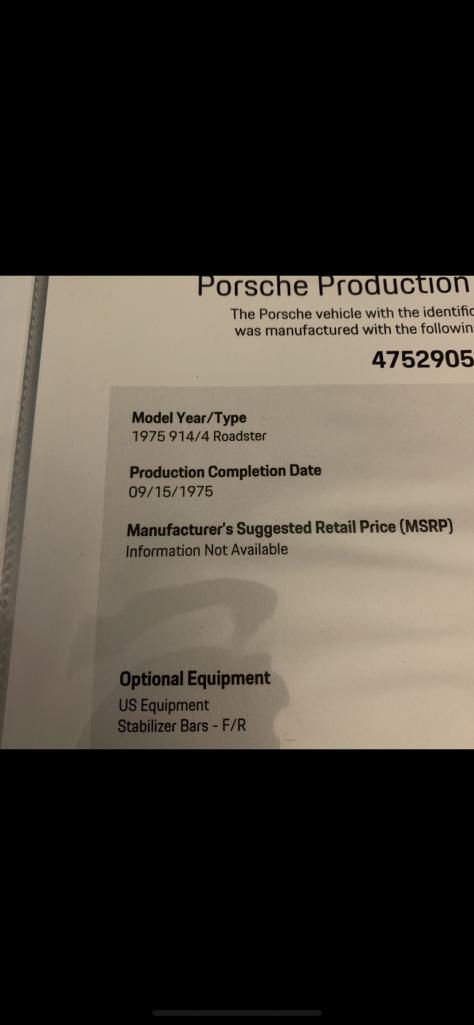 Porsche Production
The Porsche vehicle with the identific
was manufactured with the followin
4752905
Model Year/Type
1975 914/4 Roadster
Production Completion Date
09/15/1975
Manufacturer's Suggested Retail Price (MSRP)
Information Not Available
Optional Equipment
US Equipment
Stabilizer Bars - F/R